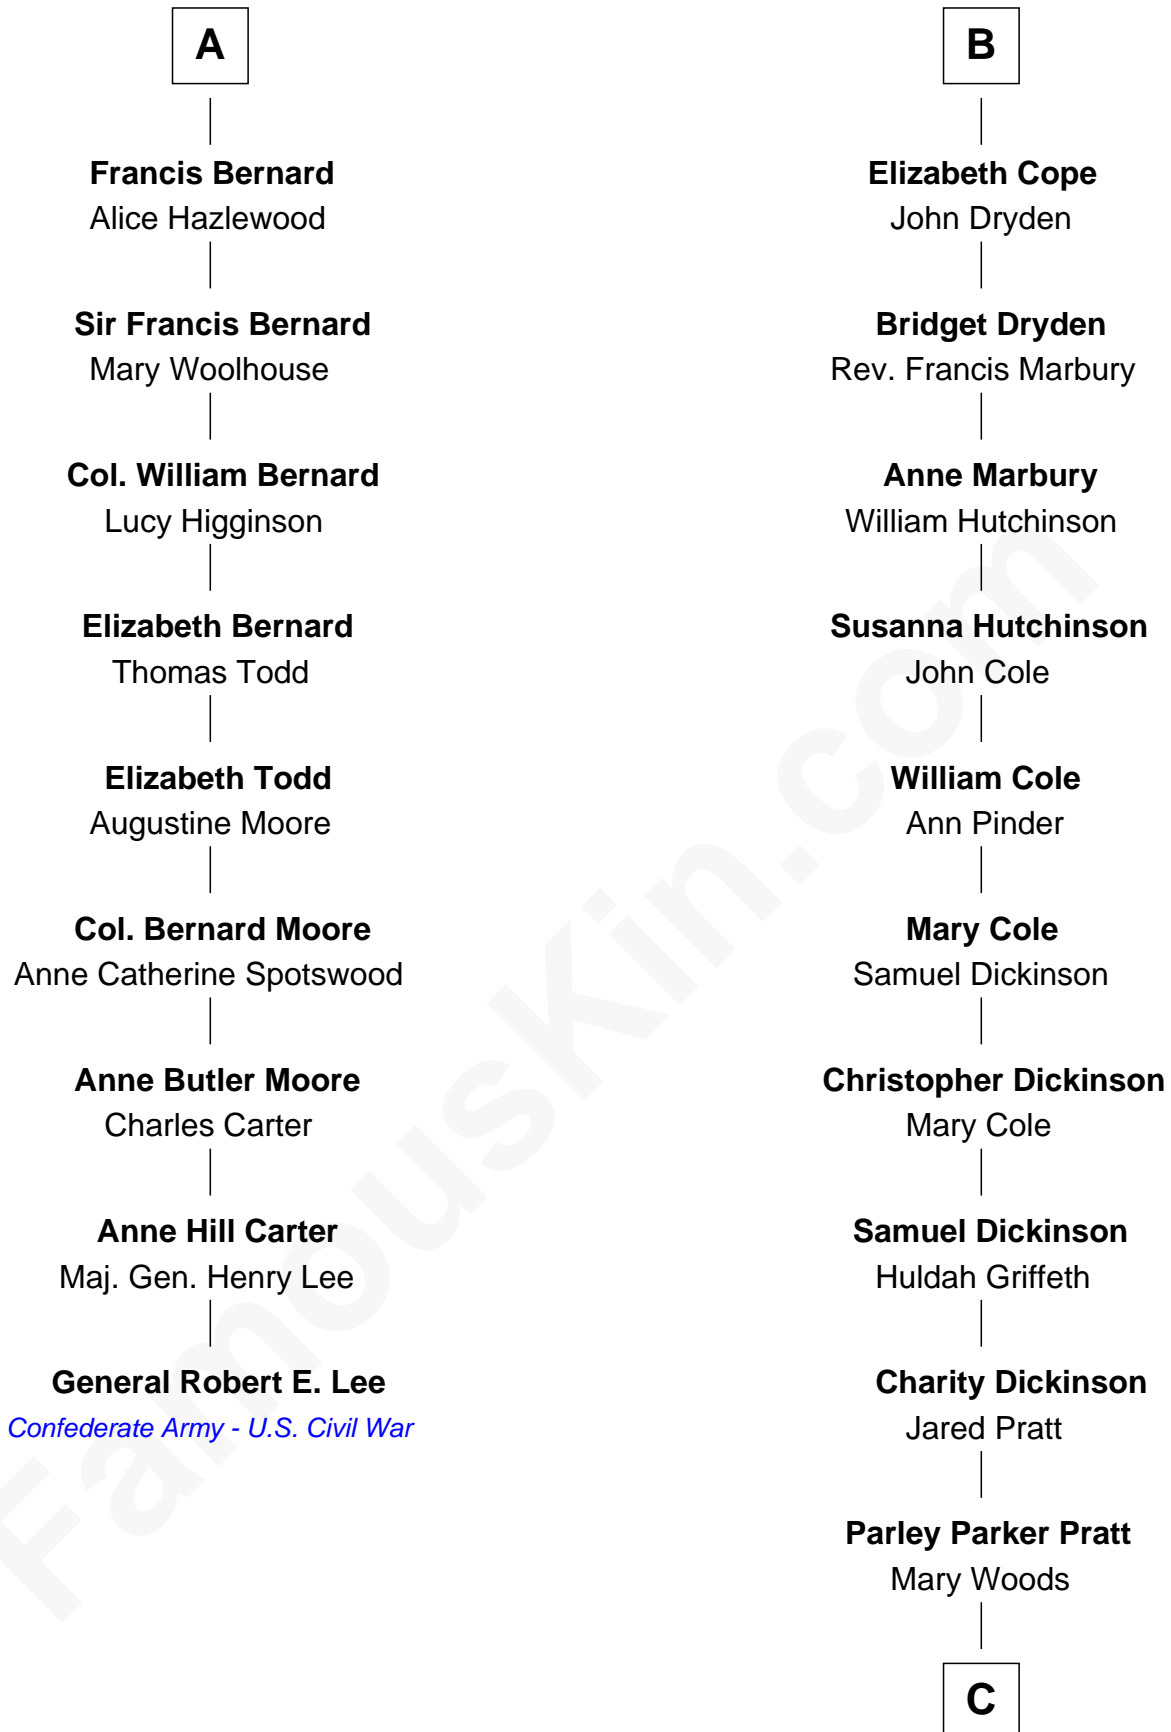 A
Francis Bernard
Alice Hazlewood
Sir Francis Bernard
Mary Woolhouse
Col. William Bernard
Lucy Higginson
Elizabeth Bernard
Thomas Todd
Elizabeth Todd
Augustine Moore
Col. Bernard Moore
Anne Catherine Spotswood
Anne Butler Moore
Charles Carter
Anne Hill Carter
Maj. Gen. Henry Lee
General Robert E. Lee
Confederate Army - U.S. Civil War
B
Elizabeth Cope
John Dryden
Bridget Dryden
Rev. Francis Marbury
Anne Marbury
William Hutchinson
Susanna Hutchinson
John Cole
William Cole
Ann Pinder
Mary Cole
Samuel Dickinson
Christopher Dickinson
Mary Cole
Samuel Dickinson
Huldah Griffeth
Charity Dickinson
Jared Pratt
Parley Parker Pratt
Mary Woods
C
FamousKin.com